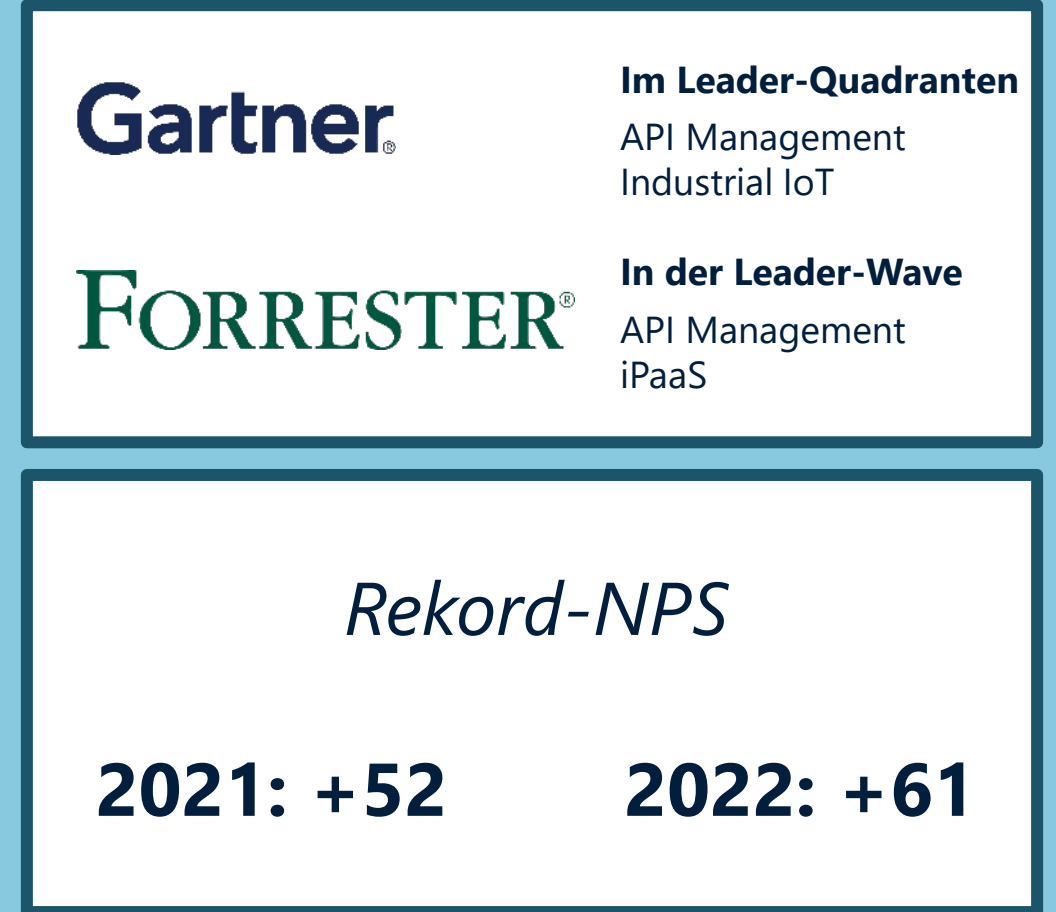 Gartner®
Im Leader-Quadranten
API Management
Industrial IoT
FORRESTER®
In der Leader-Wave
API Management
iPaaS
Rekord-NPS
2021: +52
2022: +61